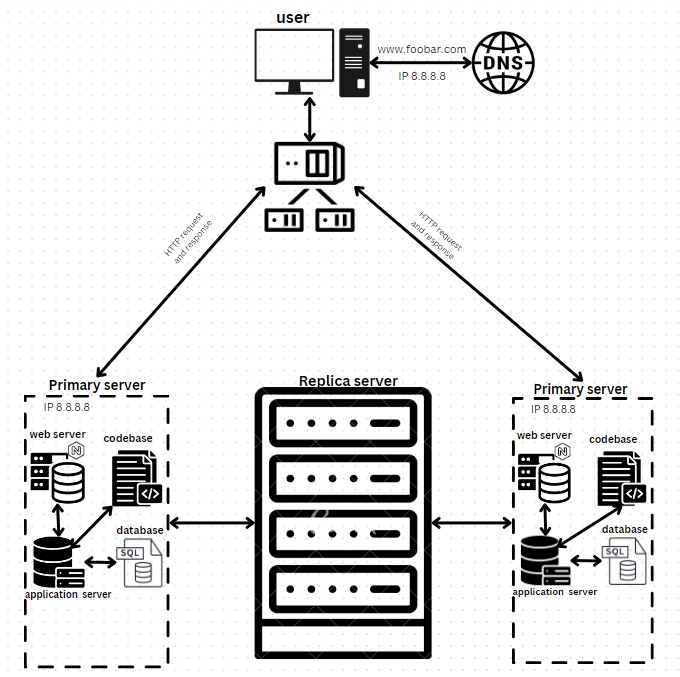 user
www.foobar.com
IP 8.8.8.8
DNS
HTTP request
and response
HTTP request
and response
Primary server
IP 8.8.8.8
web server
N
codebase
</>
database
SQL
application server
Replica server
Primary server
IP 8.8.8.8
web server
N
codebase
</>
database
SQL
application server